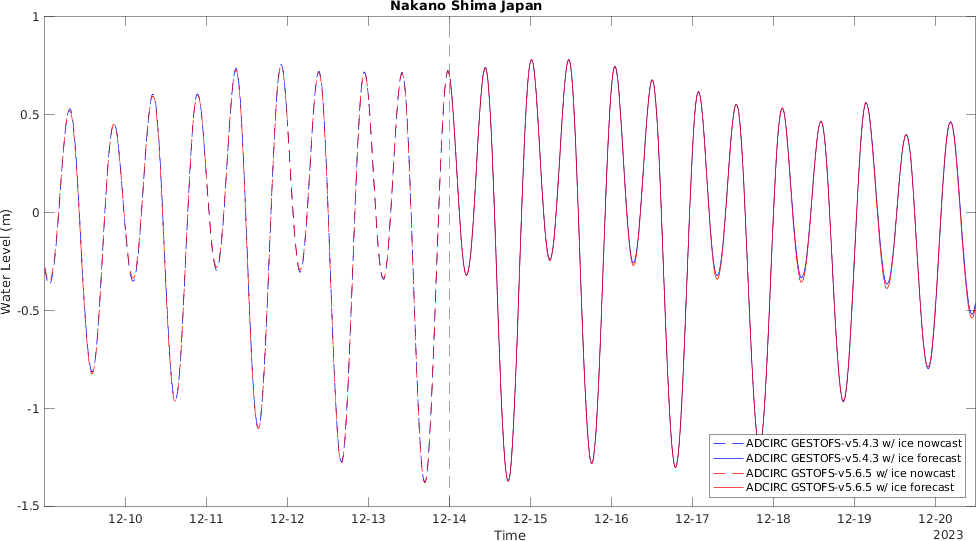 Nakano Shima Japan
Water Level (m)
1
0.5
0
-0.5
-1
-1.5
ADCIRC GESTOFS-v5.4.3 w/ ice nowcast
ADCIRC GESTOFS-v5.4.3 w/ ice forecast
ADCIRC GSTOFS-v5.6.5 w/ ice nowcast
ADCIRC GSTOFS-v5.6.5 w/ ice forecast
12-10 12-11 12-12 12-13 12-14 12-15 12-16 12-17 12-18 12-19 12-20
Time 2023